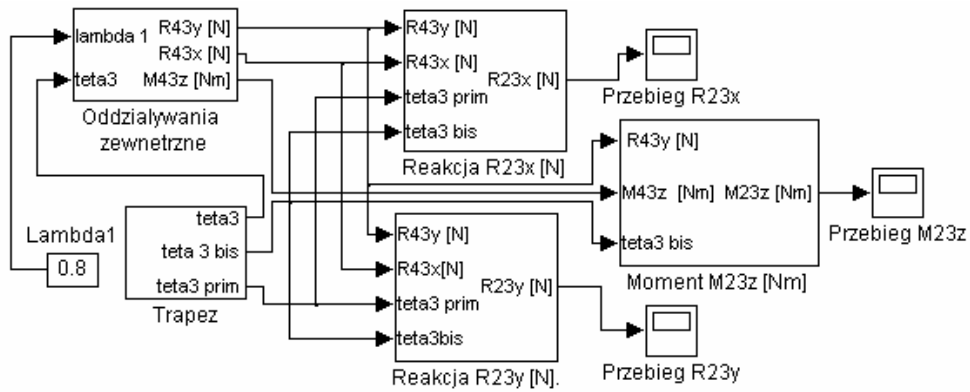 lambda 1
teta3
R43y [N]
R43x [N]
M43z [Nm]
Oddzialywania
zewnetrzne
R43y [N]
R43x [N]
teta3 prim
teta3 bis
R23x [N]
Reakcja R23x [N]
Przebieg R23x
R43y [N]
M43z [Nm]
teta3 bis
M23z [Nm]
Moment M23z [Nm]
Przebieg M23z
Lambda1
0.8
teta3
teta 3 bis
teta3 prim
Trapez
R43y [N]
R43x[N]
teta3 prim
teta3bis
R23y [N]
Reakcja R23y [N].
Przebieg R23y